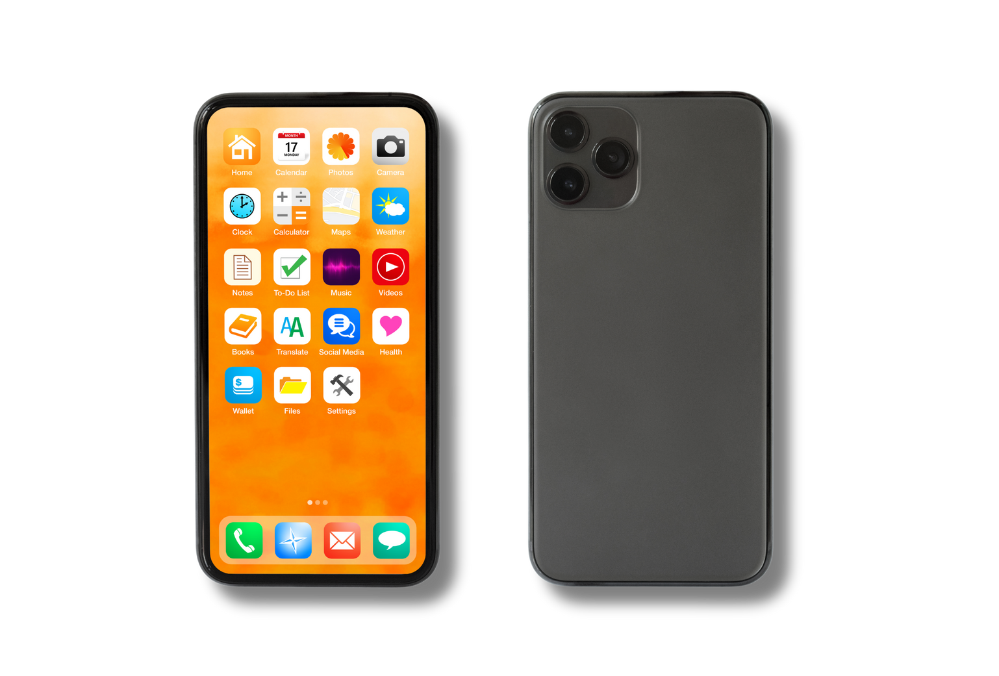 MONTH
17
MONDAY
Home
Calendar
Photos
Camera
Clock
Calculator
Maps
Weather
Notes
To-Do List
Music
Videos
Books
AA
Translate
Social Media
Health
$
Wallet
Files
Settings